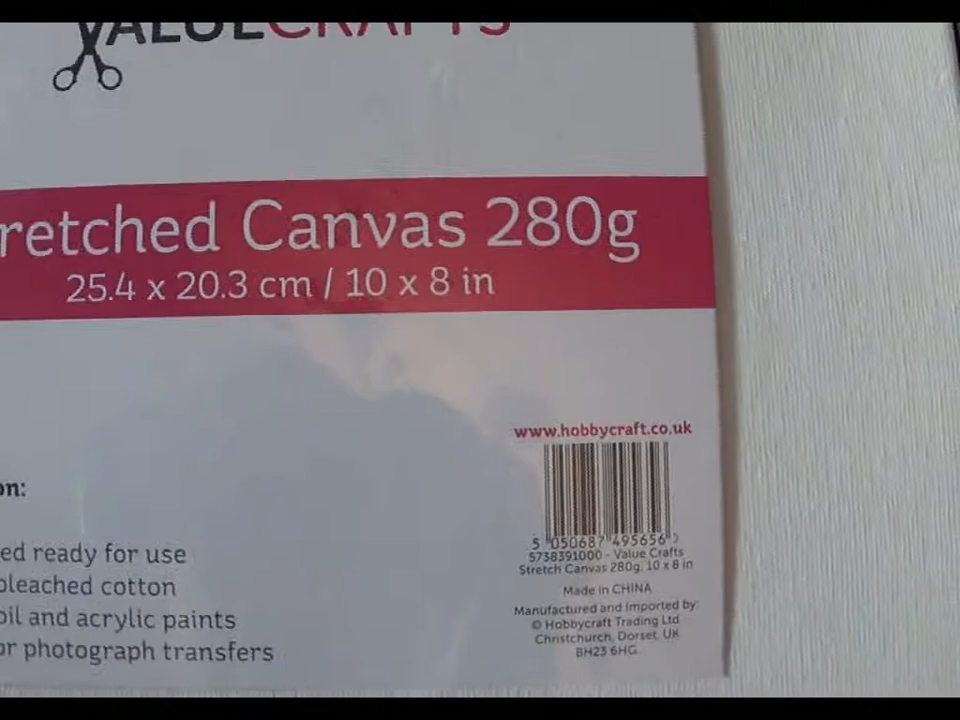 VALUECRAFTS
retched Canvas 280g
25.4 x 20.3 cm / 10 x 8 in
www.hobbycraft.co.uk
on:
5 050687 495656
5738391000 - Value Crafts
Stretch Canvas 280g. 10 x 8 in
ed ready for use
bleached cotton
oil and acrylic paints
or photograph transfers
Made in CHINA
Manufactured and Imported by:
© Hobbycraft Trading Ltd
Christchurch, Dorset, UK
BH23 6HG.